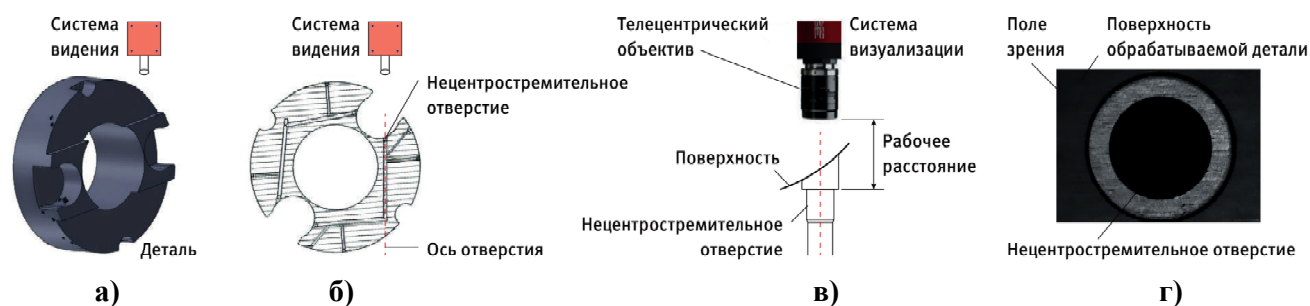 Система
видения
Деталь
а)
Система
видения
Нецентростремительное
отверстие
Ось отверстия
б)
Телецентрический
объектив
Система
визуализации
Поверхность
Рабочее
расстояние
Нецентростремительное
отверстие
в)
Поле
зрения
Поверхность
обрабатываемой детали
Нецентростремительное отверстие
г)